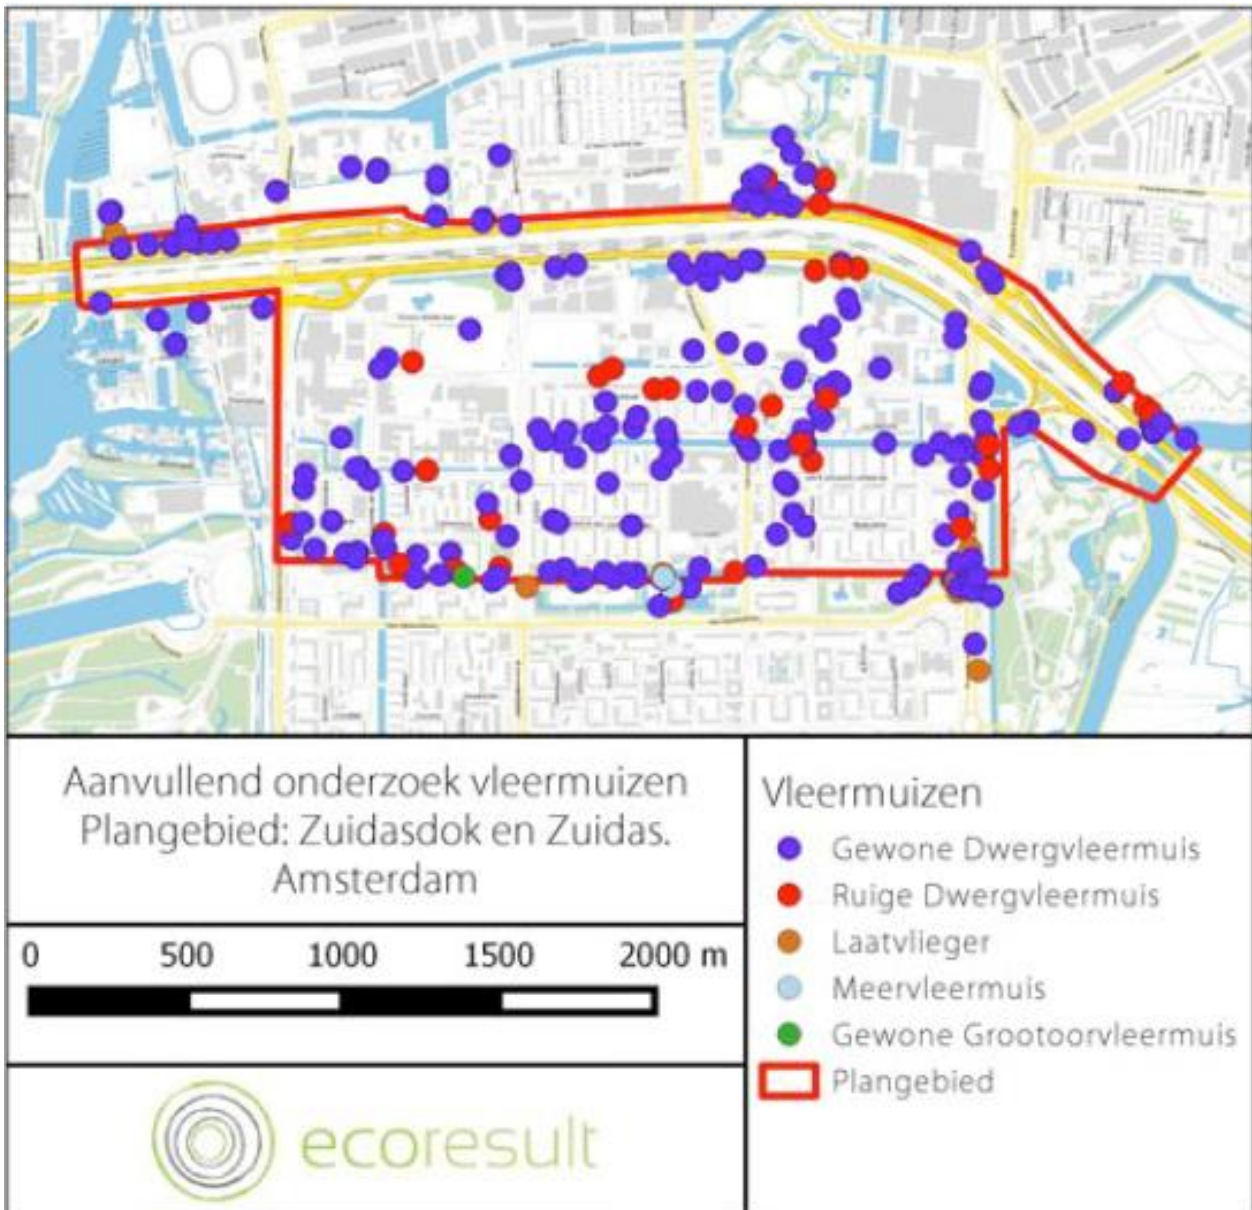 Aanvullend onderzoek vleermuizen
Plangebied: Zuidasdok en Zuidas.
Amsterdam
0 500 1000 1500 2000 m
ecoresult
Vleermuizen
Gewone Dwergvleermuis
Ruige Dwergvleermuis
Laatvlieger
Meervleermuis
Gewone Grootoorvleermuis
Plangebied